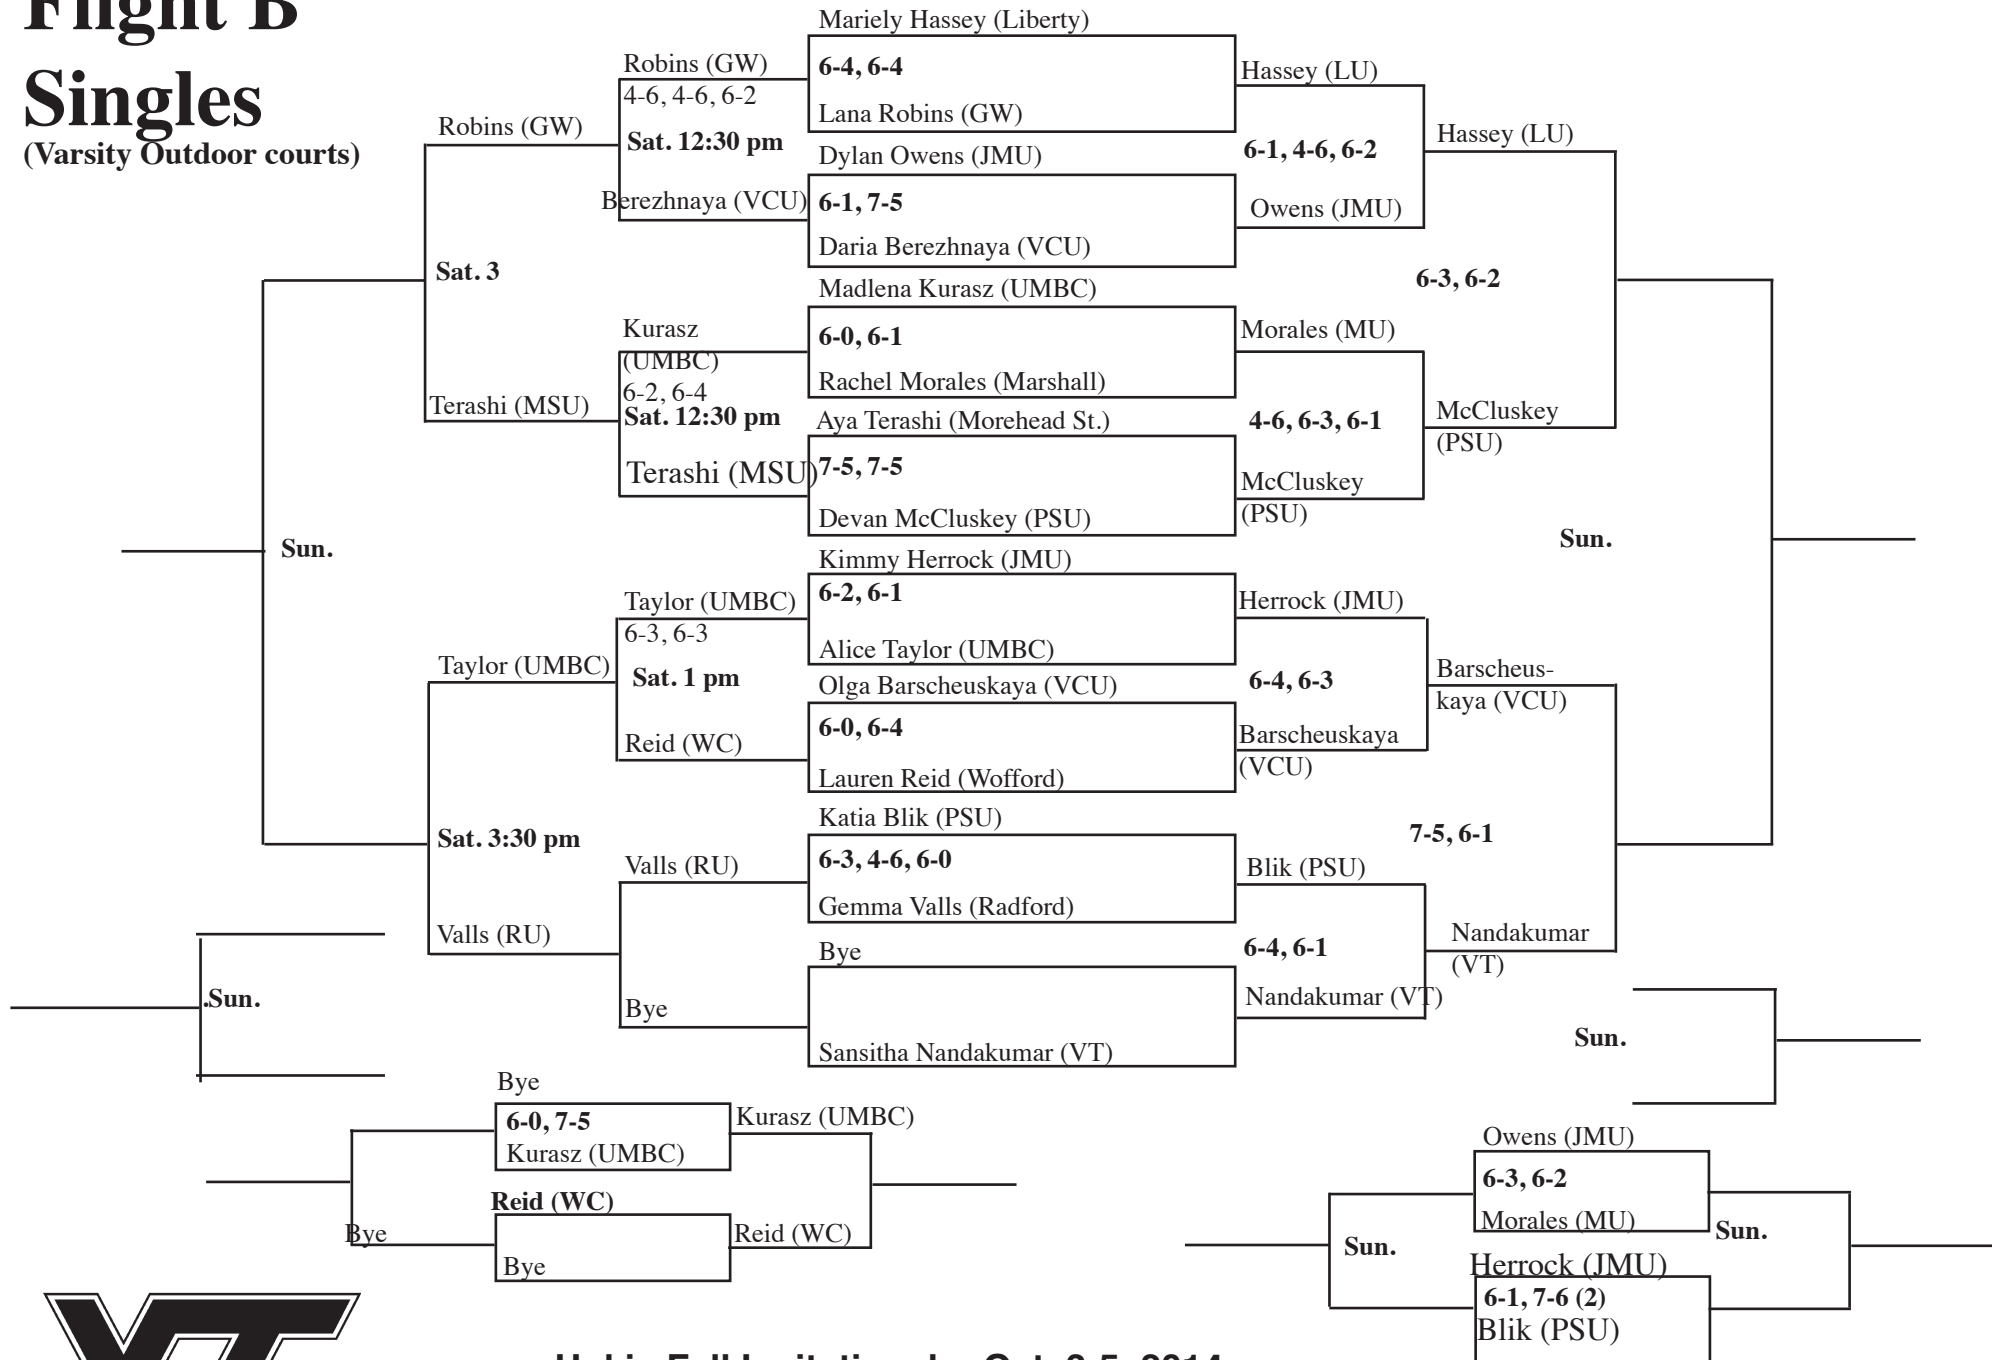 Flight B
Singles
(Varsity Outdoor courts)
Robins (GW)
Sat. 3
Terashi (MSU)
Sun.
Taylor (UMBC)
Sat. 3:30 pm
Valls (RU)
.Sun.
Robins (GW)
4-6, 4-6, 6-2
Sat. 12:30 pm
Berezhnaya (VCU)
Kurasz
(UMBC)
6-2, 6-4
Sat. 12:30 pm
Terashi (MSU)
Taylor (UMBC)
6-3, 6-3
Sat. 1 pm
Reid (WC)
Valls (RU)
Bye
Mariely Hassey (Liberty)
6-4, 6-4
Lana Robins (GW)
Dylan Owens (JMU)
6-1, 7-5
Daria Berezhnaya (VCU)
Madlena Kurasz (UMBC)
6-0, 6-1
Rachel Morales (Marshall)
Aya Terashi (Morehead St.)
7-5, 7-5
Devan McCluskey (PSU)
Kimmy Herrock (JMU)
6-2, 6-1
Alice Taylor (UMBC)
Olga Barscheuskaya (VCU)
6-0, 6-4
Lauren Reid (Wofford)
Katia Blik (PSU)
6-3, 4-6, 6-0
Gemma Valls (Radford)
Bye
Sansitha Nandakumar (VT)
Hassey (LU)
6-1, 4-6, 6-2
Owens (JMU)
Morales (MU)
4-6, 6-3, 6-1
McCluskey
(PSU)
Herrock (JMU)
6-4, 6-3
Barscheuskaya
(VCU)
Blik (PSU)
6-4, 6-1
Nandakumar (VT)
Hassey (LU)
6-3, 6-2
McCluskey
(PSU)
Sun.
Barscheus-
kaya (VCU)
7-5, 6-1
Nandakumar
(VT)
Sun.
Bye
6-0, 7-5
Kurasz (UMBC)
Kurasz (UMBC)
Reid (WC)
Bye
Reid (WC)
Bye
Owens (JMU)
6-3, 6-2
Morales (MU)
Sun.
Sun.
Herrock (JMU)
6-1, 7-6 (2)
Blik (PSU)
VT